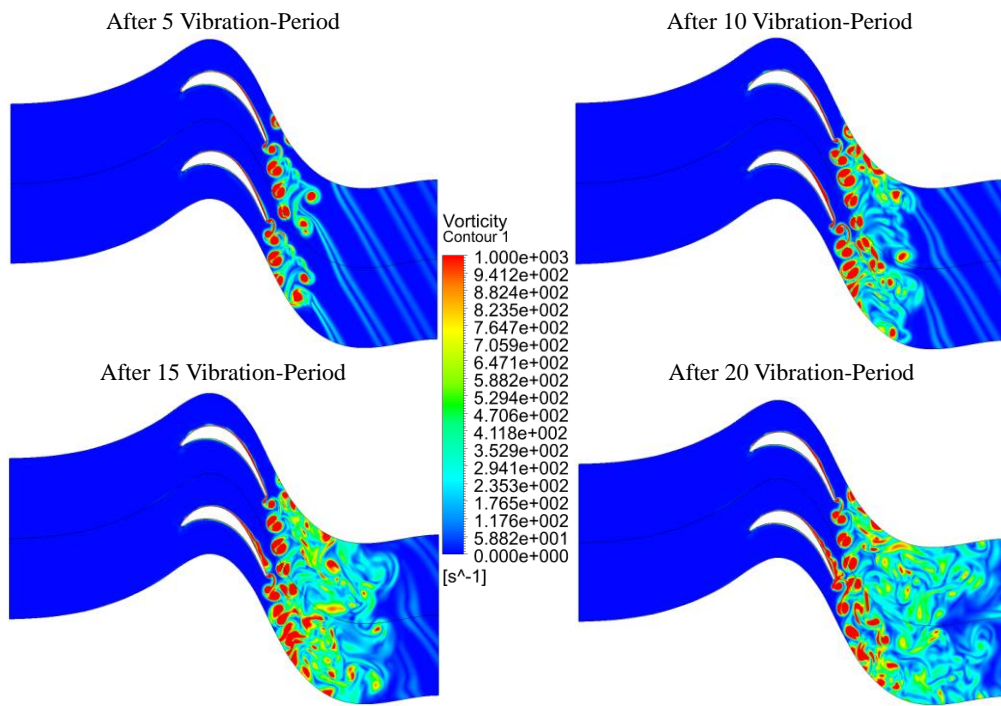 After 5 Vibration-Period
After 10 Vibration-Period
Vorticity
Contour 1
1.000e+003
9.412e+002
8.824e+002
8.235e+002
7.647e+002
7.059e+002
6.471e+002
5.882e+002
5.294e+002
4.706e+002
4.118e+002
3.529e+002
2.941e+002
2.353e+002
1.765e+002
1.176e+002
5.882e+001
0.000e+000
[s^-1]
After 15 Vibration-Period
After 20 Vibration-Period